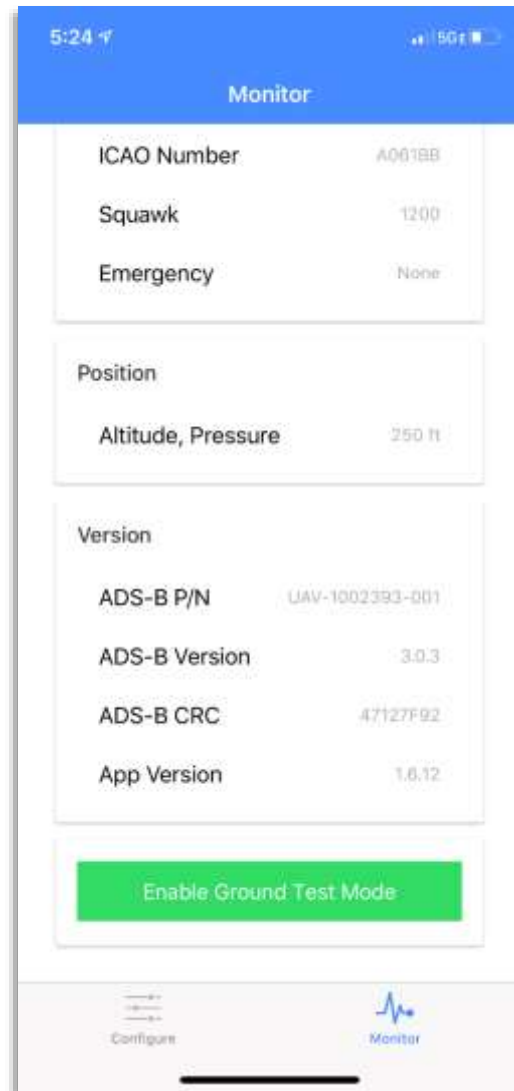 5:24
5G
Monitor
ICAO Number A061BB
Squawk 1200
Emergency None
Position
Altitude, Pressure 250 ft
Version
ADS-B P/N UAV-1002393-001
ADS-B Version 3.0.3
ADS-B CRC 47127F92
App Version 1.6.12
Enable Ground Test Mode
Configure
Monitor